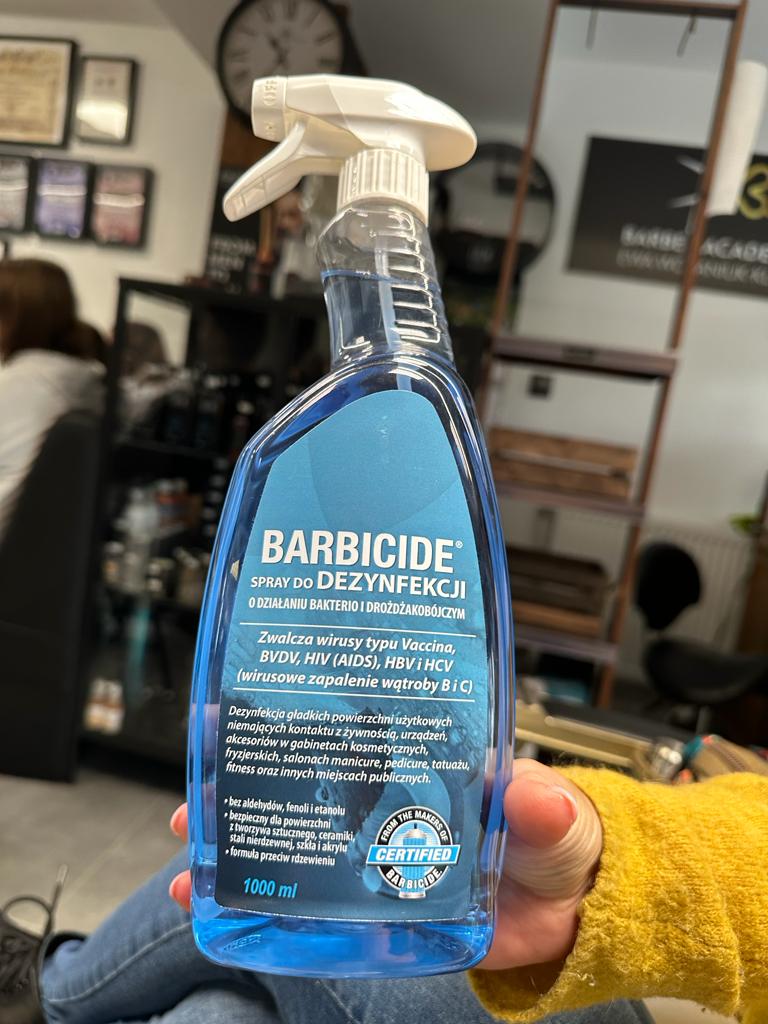 OFF
BARBE ACADE
BARBICIDE®
SPRAY DO DEZYNFEKCJI
O DZIAŁANIU BAKTERIO I DROŻDŻAKOBÓJCZYM
Zwalcza wirusy typu Vaccina,
BVDV, HIV (AIDS), HBV i HCV
(wirusowe zapalenie wątroby B i C)
Dezynfekcja gładkich powierzchni użytkowych
niemających kontaktu z żywnością, urządzeń,
akcesoriów w gabinetach kosmetycznych,
fryzjerskich, salonach manicure, pedicure, tatuażu,
fitness oraz innych miejscach publicznych.
• bez aldehydów, fenoli i etanolu
• bezpieczny dla powierzchni
z tworzywa sztucznego, ceramiki,
stali nierdzewnej, szkła i akrylu
• formuła przeciw rdzewieniu
FROM THE MAKERS OF
CERTIFIED
BARBICIDE
1000 ml